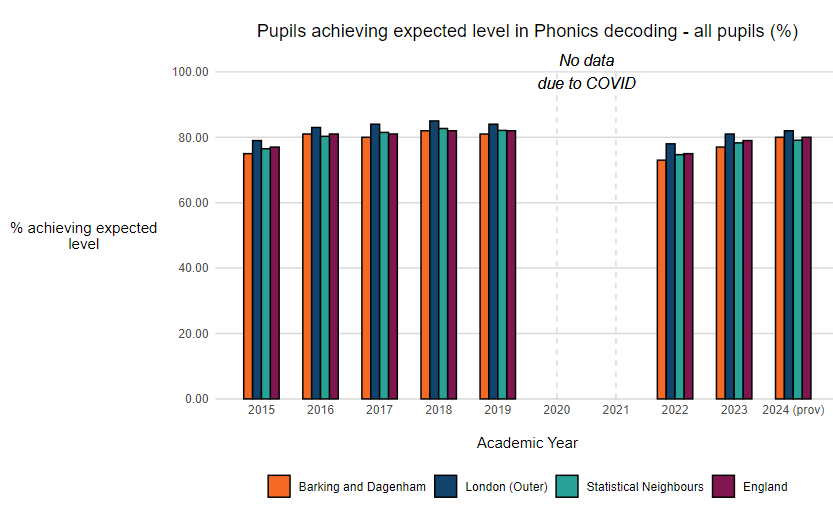 Pupils achieving expected level in Phonics decoding - all pupils (%)
No data
due to COVID
100.00
80.00
60.00
40.00
20.00
0.00
% achieving expected
level
2015 2016 2017 2018 2019 2020 2021 2022 2023 2024 (prov)
Academic Year
Barking and Dagenham London (Outer) Statistical Neighbours England